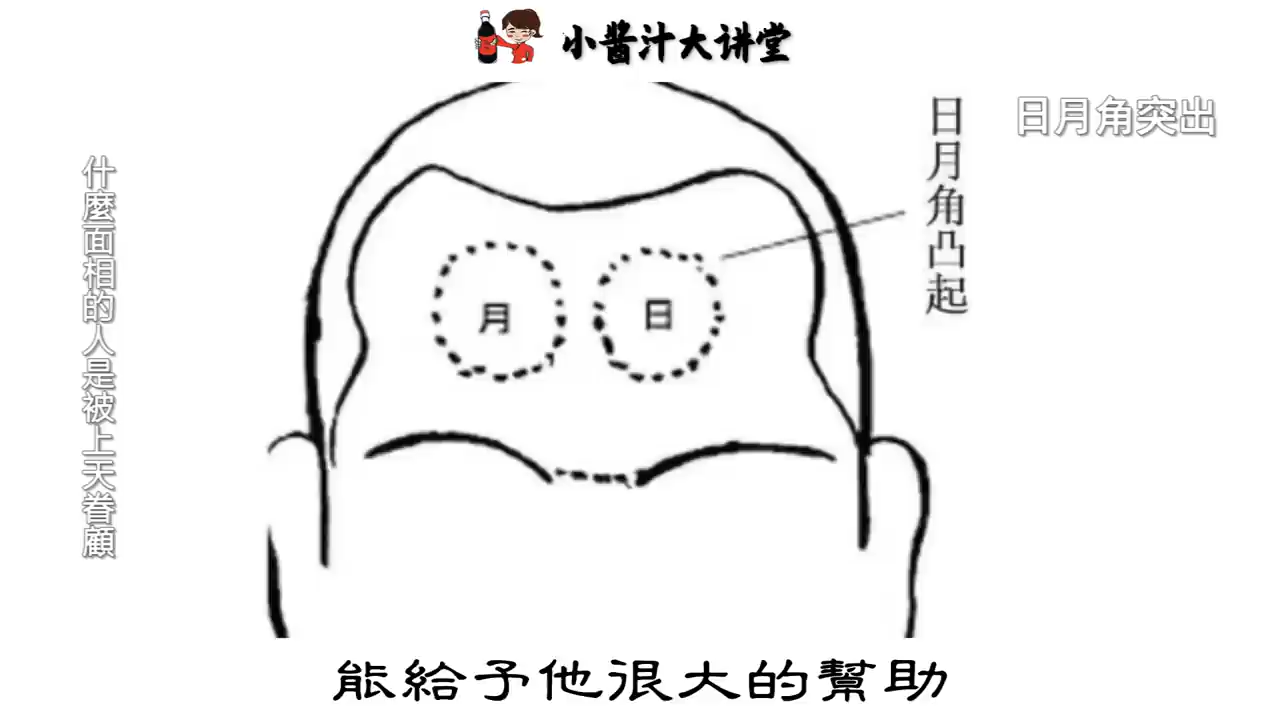 小酱汁大讲堂
日月角突出
日月角凸起
什麼面相的人是被上天眷顧
月
日
能給予他很大的幫助